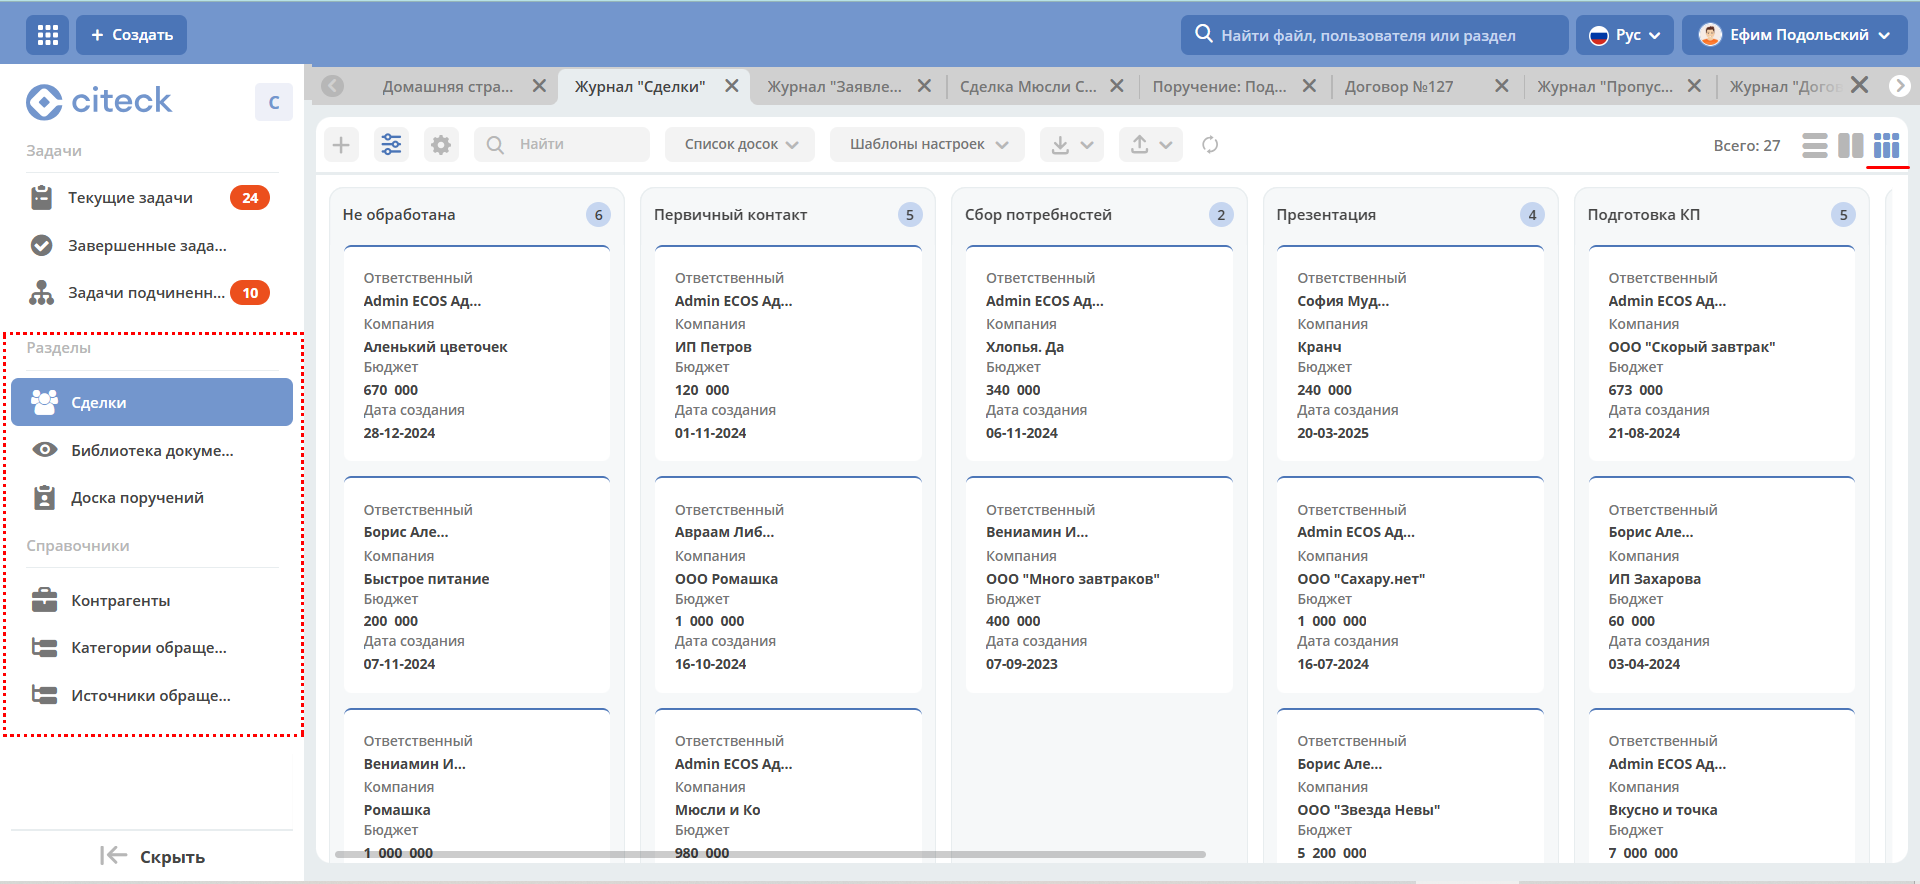 Создать
Найти файл, пользователя или раздел
Рус
Ефим Подольский
citeck
С
Домашняя стра...
Журнал "Сделки"
Журнал "Заявле...
Сделка Мюсли С...
Поручение: Под...
Договор №127
Журнал "Пропус...
Журнал "Догов
Найти
Список досок
Шаблоны настроек
Всего: 27
Задачи
Текущие задачи 24
Завершенные зада...
Задачи подчиненн... 10
Разделы
Сделки
Библиотека докуме...
Доска поручений
Справочники
Контрагенты
Категории обраще...
Источники обраще...
Скрыть
Не обработана 6
Ответственный
Admin ECOS Ад...
Компания
Аленький цветочек
Бюджет
670 000
Дата создания
28-12-2024
Ответственный
Борис Але...
Компания
Быстрое питание
Бюджет
200 000
Дата создания
07-11-2024
Ответственный
Вениамин И...
Компания
Ромашка
Бюджет
1 000 000
Первичный контакт 5
Ответственный
Admin ECOS Ад...
Компания
ИП Петров
Бюджет
120 000
Дата создания
01-11-2024
Ответственный
Авраам Либ...
Компания
ООО Ромашка
Бюджет
1 000 000
Дата создания
16-10-2024
Ответственный
Admin ECOS Ад...
Компания
Мюсли и Ко
Бюджет
980 000
Сбор потребностей 2
Ответственный
Admin ECOS Ад...
Компания
Хлопья. Да
Бюджет
340 000
Дата создания
06-11-2024
Ответственный
Вениамин И...
Компания
ООО "Много завтраков"
Бюджет
400 000
Дата создания
07-09-2023
Презентация 4
Ответственный
София Муд...
Компания
Кранч
Бюджет
240 000
Дата создания
20-03-2025
Ответственный
Admin ECOS Ад...
Компания
ООО "Сахару.нет"
Бюджет
1 000 000
Дата создания
16-07-2024
Ответственный
Борис Але...
Компания
ООО "Звезда Невы"
Бюджет
5 200 000
Подготовка КП 5
Ответственный
Admin ECOS Ад...
Компания
ООО "Скорый завтрак"
Бюджет
673 000
Дата создания
21-08-2024
Ответственный
Борис Але...
Компания
ИП Захарова
Бюджет
60 000
Дата создания
03-04-2024
Ответственный
Admin ECOS Ад...
Компания
Вкусно и точка
Бюджет
7 000 000